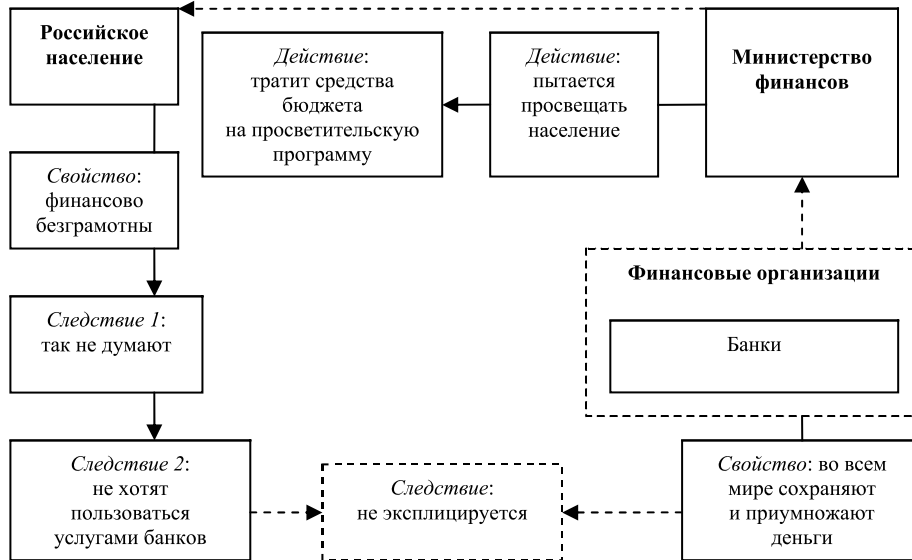 Российское
население
Действие:
тратит средства
бюджета
на просветительскую
программу
Действие:
пытается
просвещать
население
Министерство
финансов
Свойство:
финансово
безграмотны
Финансовые организации
Банки
Следствие 1:
так не думают
Следствие 2:
не хотят
пользоваться
услугами банков
Следствие:
не эксплицируется
Свойство: во всем
мире сохраняют
и приумножают
деньги